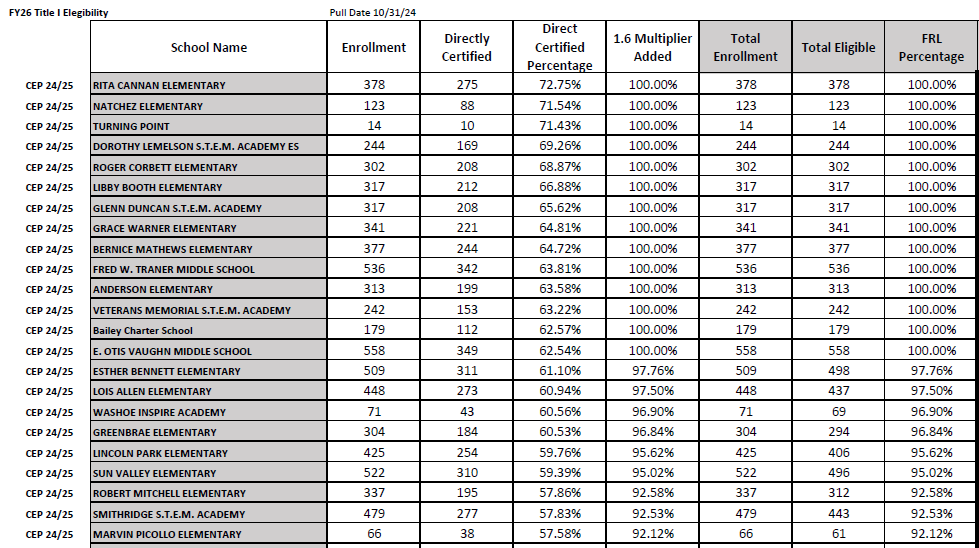 FY26 Title I Elegibility Pull Date 10/31/24
School Name Enrollment Directly Certified Direct Certified Percentage 1.6 Multiplier Added Total Enrollment Total Eligible FRL Percentage
CEP 24/25 RITA CANNAN ELEMENTARY 378 275 72.75% 100.00% 378 378 100.00%
CEP 24/25 NATCHEZ ELEMENTARY 123 88 71.54% 100.00% 123 123 100.00%
CEP 24/25 TURNING POINT 14 10 71.43% 100.00% 14 14 100.00%
CEP 24/25 DOROTHY LEMELSON S.T.E.M. ACADEMY ES 244 169 69.26% 100.00% 244 244 100.00%
CEP 24/25 ROGER CORBETT ELEMENTARY 302 208 68.87% 100.00% 302 302 100.00%
CEP 24/25 LIBBY BOOTH ELEMENTARY 317 212 66.88% 100.00% 317 317 100.00%
CEP 24/25 GLENN DUNCAN S.T.E.M. ACADEMY 317 208 65.62% 100.00% 317 317 100.00%
CEP 24/25 GRACE WARNER ELEMENTARY 341 221 64.81% 100.00% 341 341 100.00%
CEP 24/25 BERNICE MATHEWS ELEMENTARY 377 244 64.72% 100.00% 377 377 100.00%
CEP 24/25 FRED W. TRANER MIDDLE SCHOOL 536 342 63.81% 100.00% 536 536 100.00%
CEP 24/25 ANDERSON ELEMENTARY 313 199 63.58% 100.00% 313 313 100.00%
CEP 24/25 VETERANS MEMORIAL S.T.E.M. ACADEMY 242 153 63.22% 100.00% 242 242 100.00%
CEP 24/25 Bailey Charter School 179 112 62.57% 100.00% 179 179 100.00%
CEP 24/25 E. OTIS VAUGHN MIDDLE SCHOOL 558 349 62.54% 100.00% 558 558 100.00%
CEP 24/25 ESTHER BENNETT ELEMENTARY 509 311 61.10% 97.76% 509 498 97.76%
CEP 24/25 LOIS ALLEN ELEMENTARY 448 273 60.94% 97.50% 448 437 97.50%
CEP 24/25 WASHOE INSPIRE ACADEMY 71 43 60.56% 96.90% 71 69 96.90%
CEP 24/25 GREENBRAE ELEMENTARY 304 184 60.53% 96.84% 304 294 96.84%
CEP 24/25 LINCOLN PARK ELEMENTARY 425 254 59.76% 95.62% 425 406 95.62%
CEP 24/25 SUN VALLEY ELEMENTARY 522 310 59.39% 95.02% 522 496 95.02%
CEP 24/25 ROBERT MITCHELL ELEMENTARY 337 195 57.86% 92.58% 337 312 92.58%
CEP 24/25 SMITHRIDGE S.T.E.M. ACADEMY 479 277 57.83% 92.53% 479 443 92.53%
CEP 24/25 MARVIN PICOLLO ELEMENTARY 66 38 57.58% 92.12% 66 61 92.12%